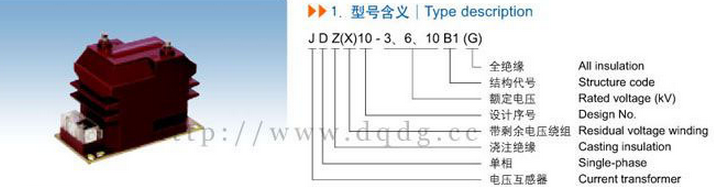 1. 型号含义 | Type description
J D Z(X)10-3、6、10 B1(G)
全绝缘 All insulation
结构代号 Structure code
额定电压 Rated voltage (kV)
设计序号 Design No.
带剩余电压绕组 Residual voltage winding
浇注绝缘 Casting insulation
单相 Single-phase
电压互感器 Current transformer
http://www.dqdg.cc